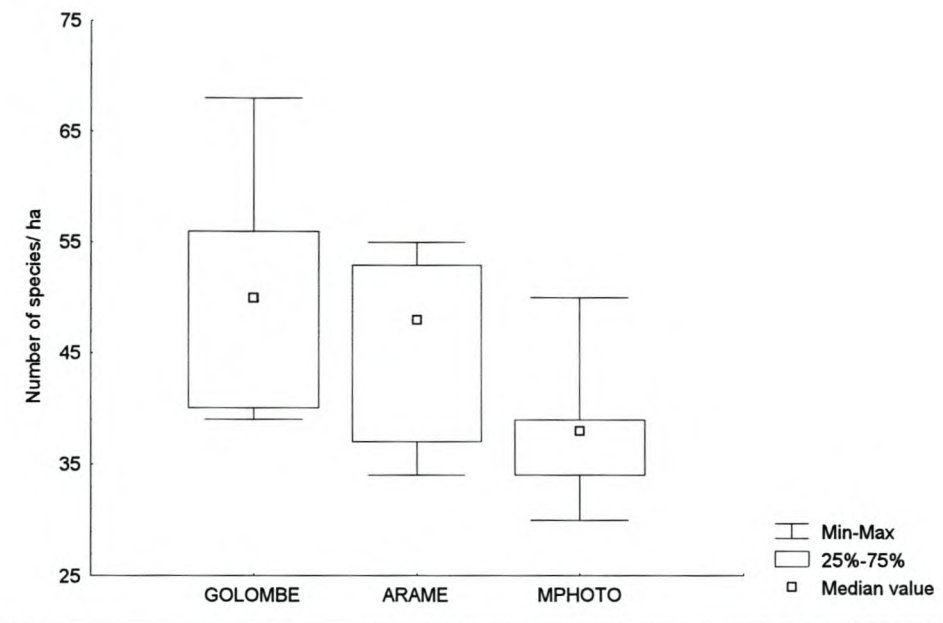 75
65
55
45
35
25
Number of species/ ha
GOLOMBE ARAME MPHOTO
Min-Max
25%-75%
Median value